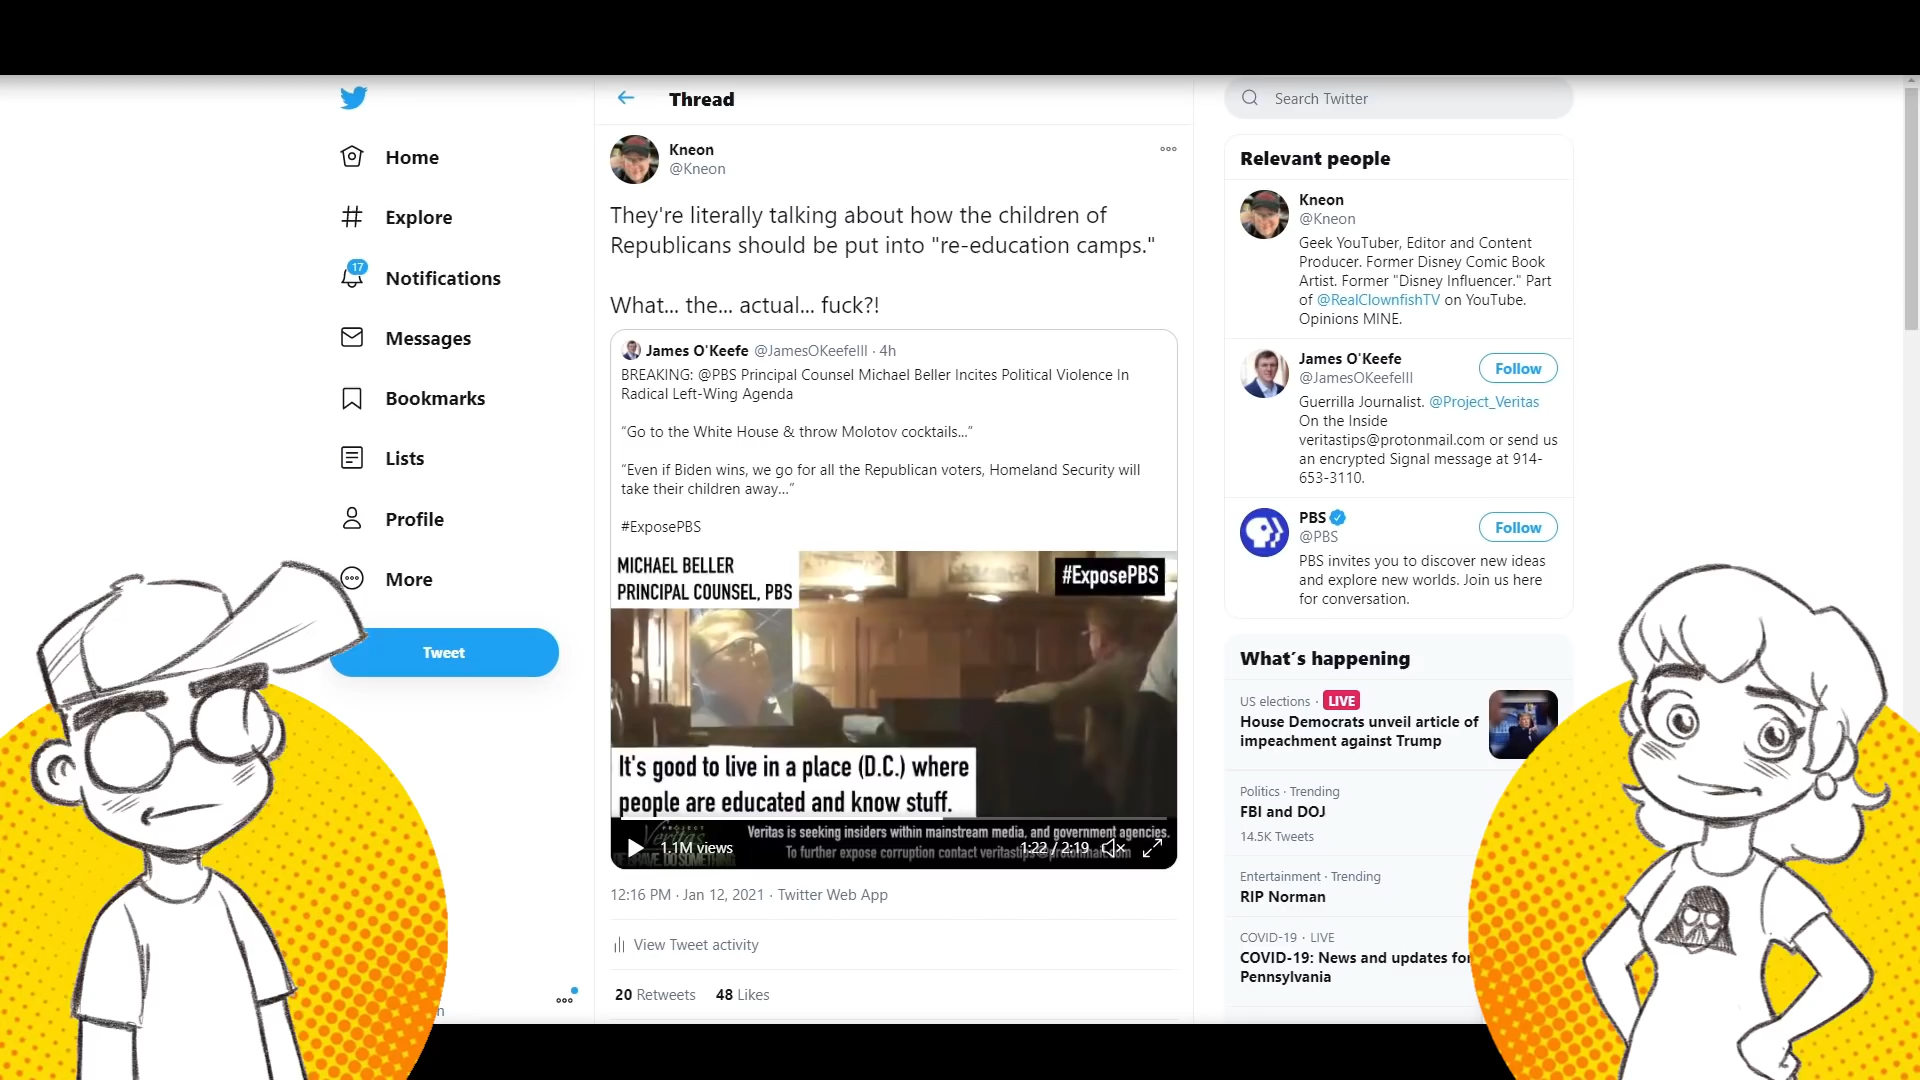 Home
Explore
17
Notifications
Messages
Bookmarks
Lists
Profile
More
Tweet
Thread
Kneon
@Kneon
They're literally talking about how the children of
Republicans should be put into "re-education camps."
What... the... actual... fuck?!
James O'Keefe @JamesOKeefeIII · 4h
BREAKING: @PBS Principal Counsel Michael Beller Incites Political Violence In
Radical Left-Wing Agenda
“Go to the White House & throw Molotov cocktails...”
“Even if Biden wins, we go for all the Republican voters, Homeland Security will
take their children away...”
#ExposePBS
MICHAEL BELLER
PRINCIPAL COUNSEL, PBS
#ExposePBS
It's good to live in a place (D.C.) where
people are educated and know stuff.
PROJECT
Veritas
Veritas is seeking insiders within mainstream media, and government agencies.
To further expose corruption contact veritastips@protonmail.com
1.1M views
1:22 / 2:19
12:16 PM · Jan 12, 2021 · Twitter Web App
View Tweet activity
20 Retweets 48 Likes
Search Twitter
Relevant people
Kneon
@Kneon
Geek YouTuber, Editor and Content
Producer. Former Disney Comic Book
Artist. Former "Disney Influencer." Part
of @RealClownfishTV on YouTube.
Opinions MINE.
James O'Keefe
@JamesOKeefeIII
Follow
Guerrilla Journalist. @Project_Veritas
On the Inside
veritastips@protonmail.com or send us
an encrypted Signal message at 914-
653-3110.
PBS
@PBS
Follow
PBS invites you to discover new ideas
and explore new worlds. Join us here
for conversation.
What´s happening
US elections · LIVE
House Democrats unveil article of
impeachment against Trump
Politics · Trending
FBI and DOJ
14.5K Tweets
Entertainment · Trending
RIP Norman
COVID-19 · LIVE
COVID-19: News and updates for
Pennsylvania